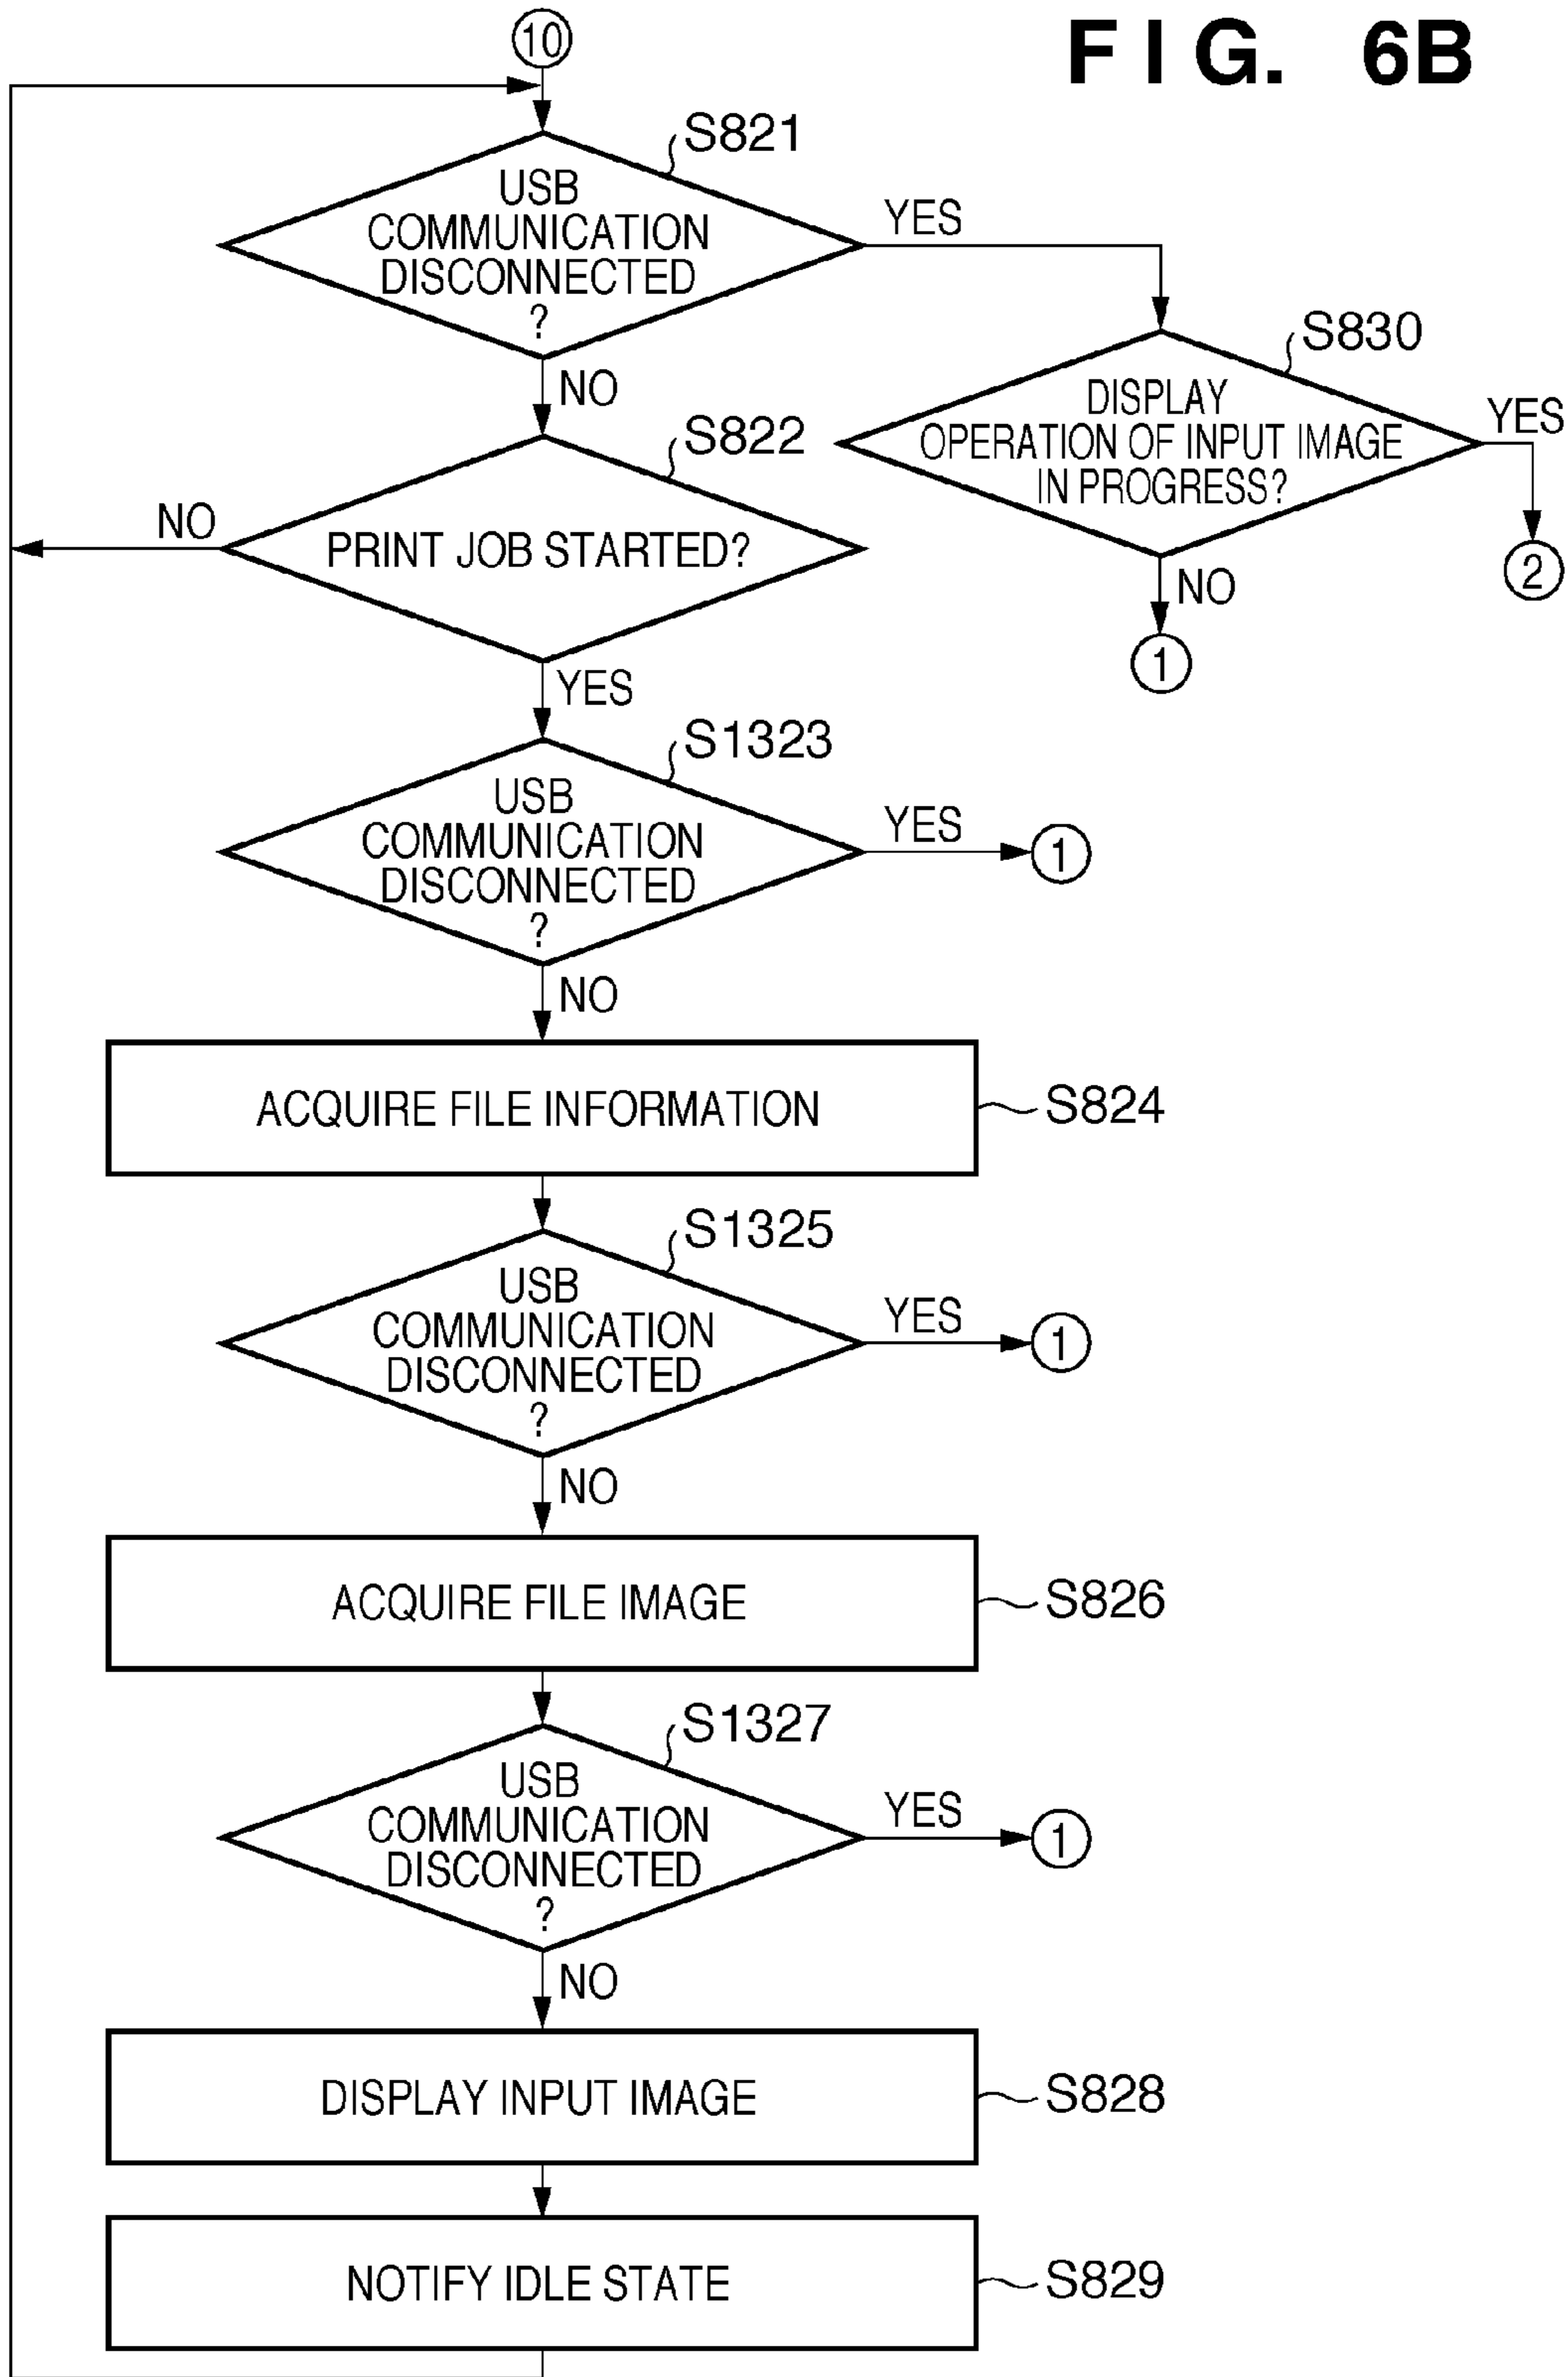 10
FIG. 6B
S821
USB
COMMUNICATION
DISCONNECTED
?
YES
NO
S830
DISPLAY
OPERATION OF INPUT IMAGE
IN PROGRESS?
YES
2
NO
1
S822
PRINT JOB STARTED?
NO
YES
S1323
USB
COMMUNICATION
DISCONNECTED
?
YES
1
NO
ACQUIRE FILE INFORMATION
S824
S1325
USB
COMMUNICATION
DISCONNECTED
?
YES
1
NO
ACQUIRE FILE IMAGE
S826
S1327
USB
COMMUNICATION
DISCONNECTED
?
YES
1
NO
DISPLAY INPUT IMAGE
S828
NOTIFY IDLE STATE
S829